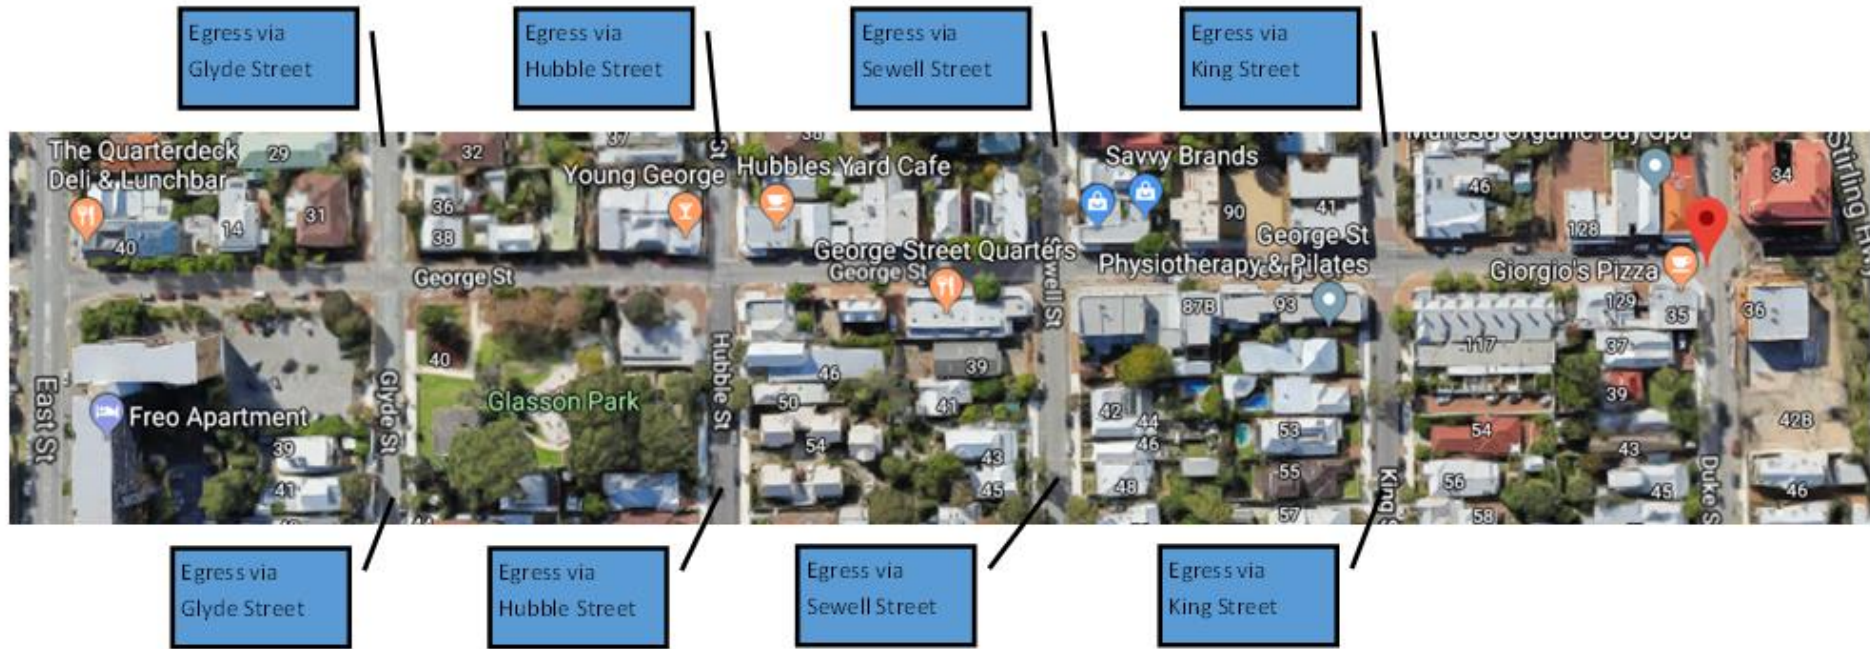 Egress via
Glyde Street
Egress via
Hubble Street
Egress via
Sewell Street
Egress via
King Street
The Quarterdeck
Deli & Lunchbar
29
32
37
St
Hubbles Yard Cafe
Young George
Savvy Brands
Organic Day Spa
34
Stirling
40
14
31
36
38
90
41
46
128
George St
George Street Quarters
George St
George St
Physiotherapy & Pilates
Giorgio's Pizza
Sewell St
87B
93
129
35
36
117
37
40
46
39
39
Glasson Park
50
41
42
44
46
42B
Freo Apartment
East St
Glyde St
Hubble St
54
53
54
43
39
43
41
45
48
55
56
45
46
57
58
King S
Duke S
Egress via
Glyde Street
Egress via
Hubble Street
Egress via
Sewell Street
Egress via
King Street